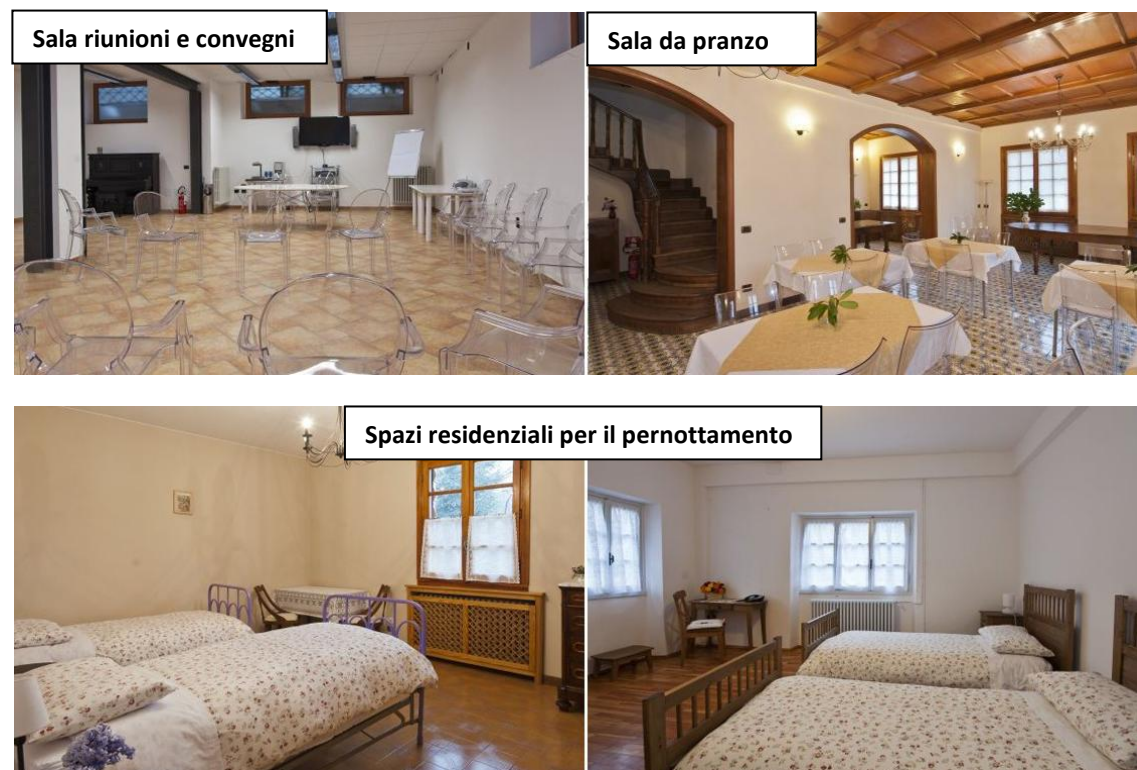 Sala riunioni e convegni
Sala da pranzo
Spazi residenziali per il pernottamento